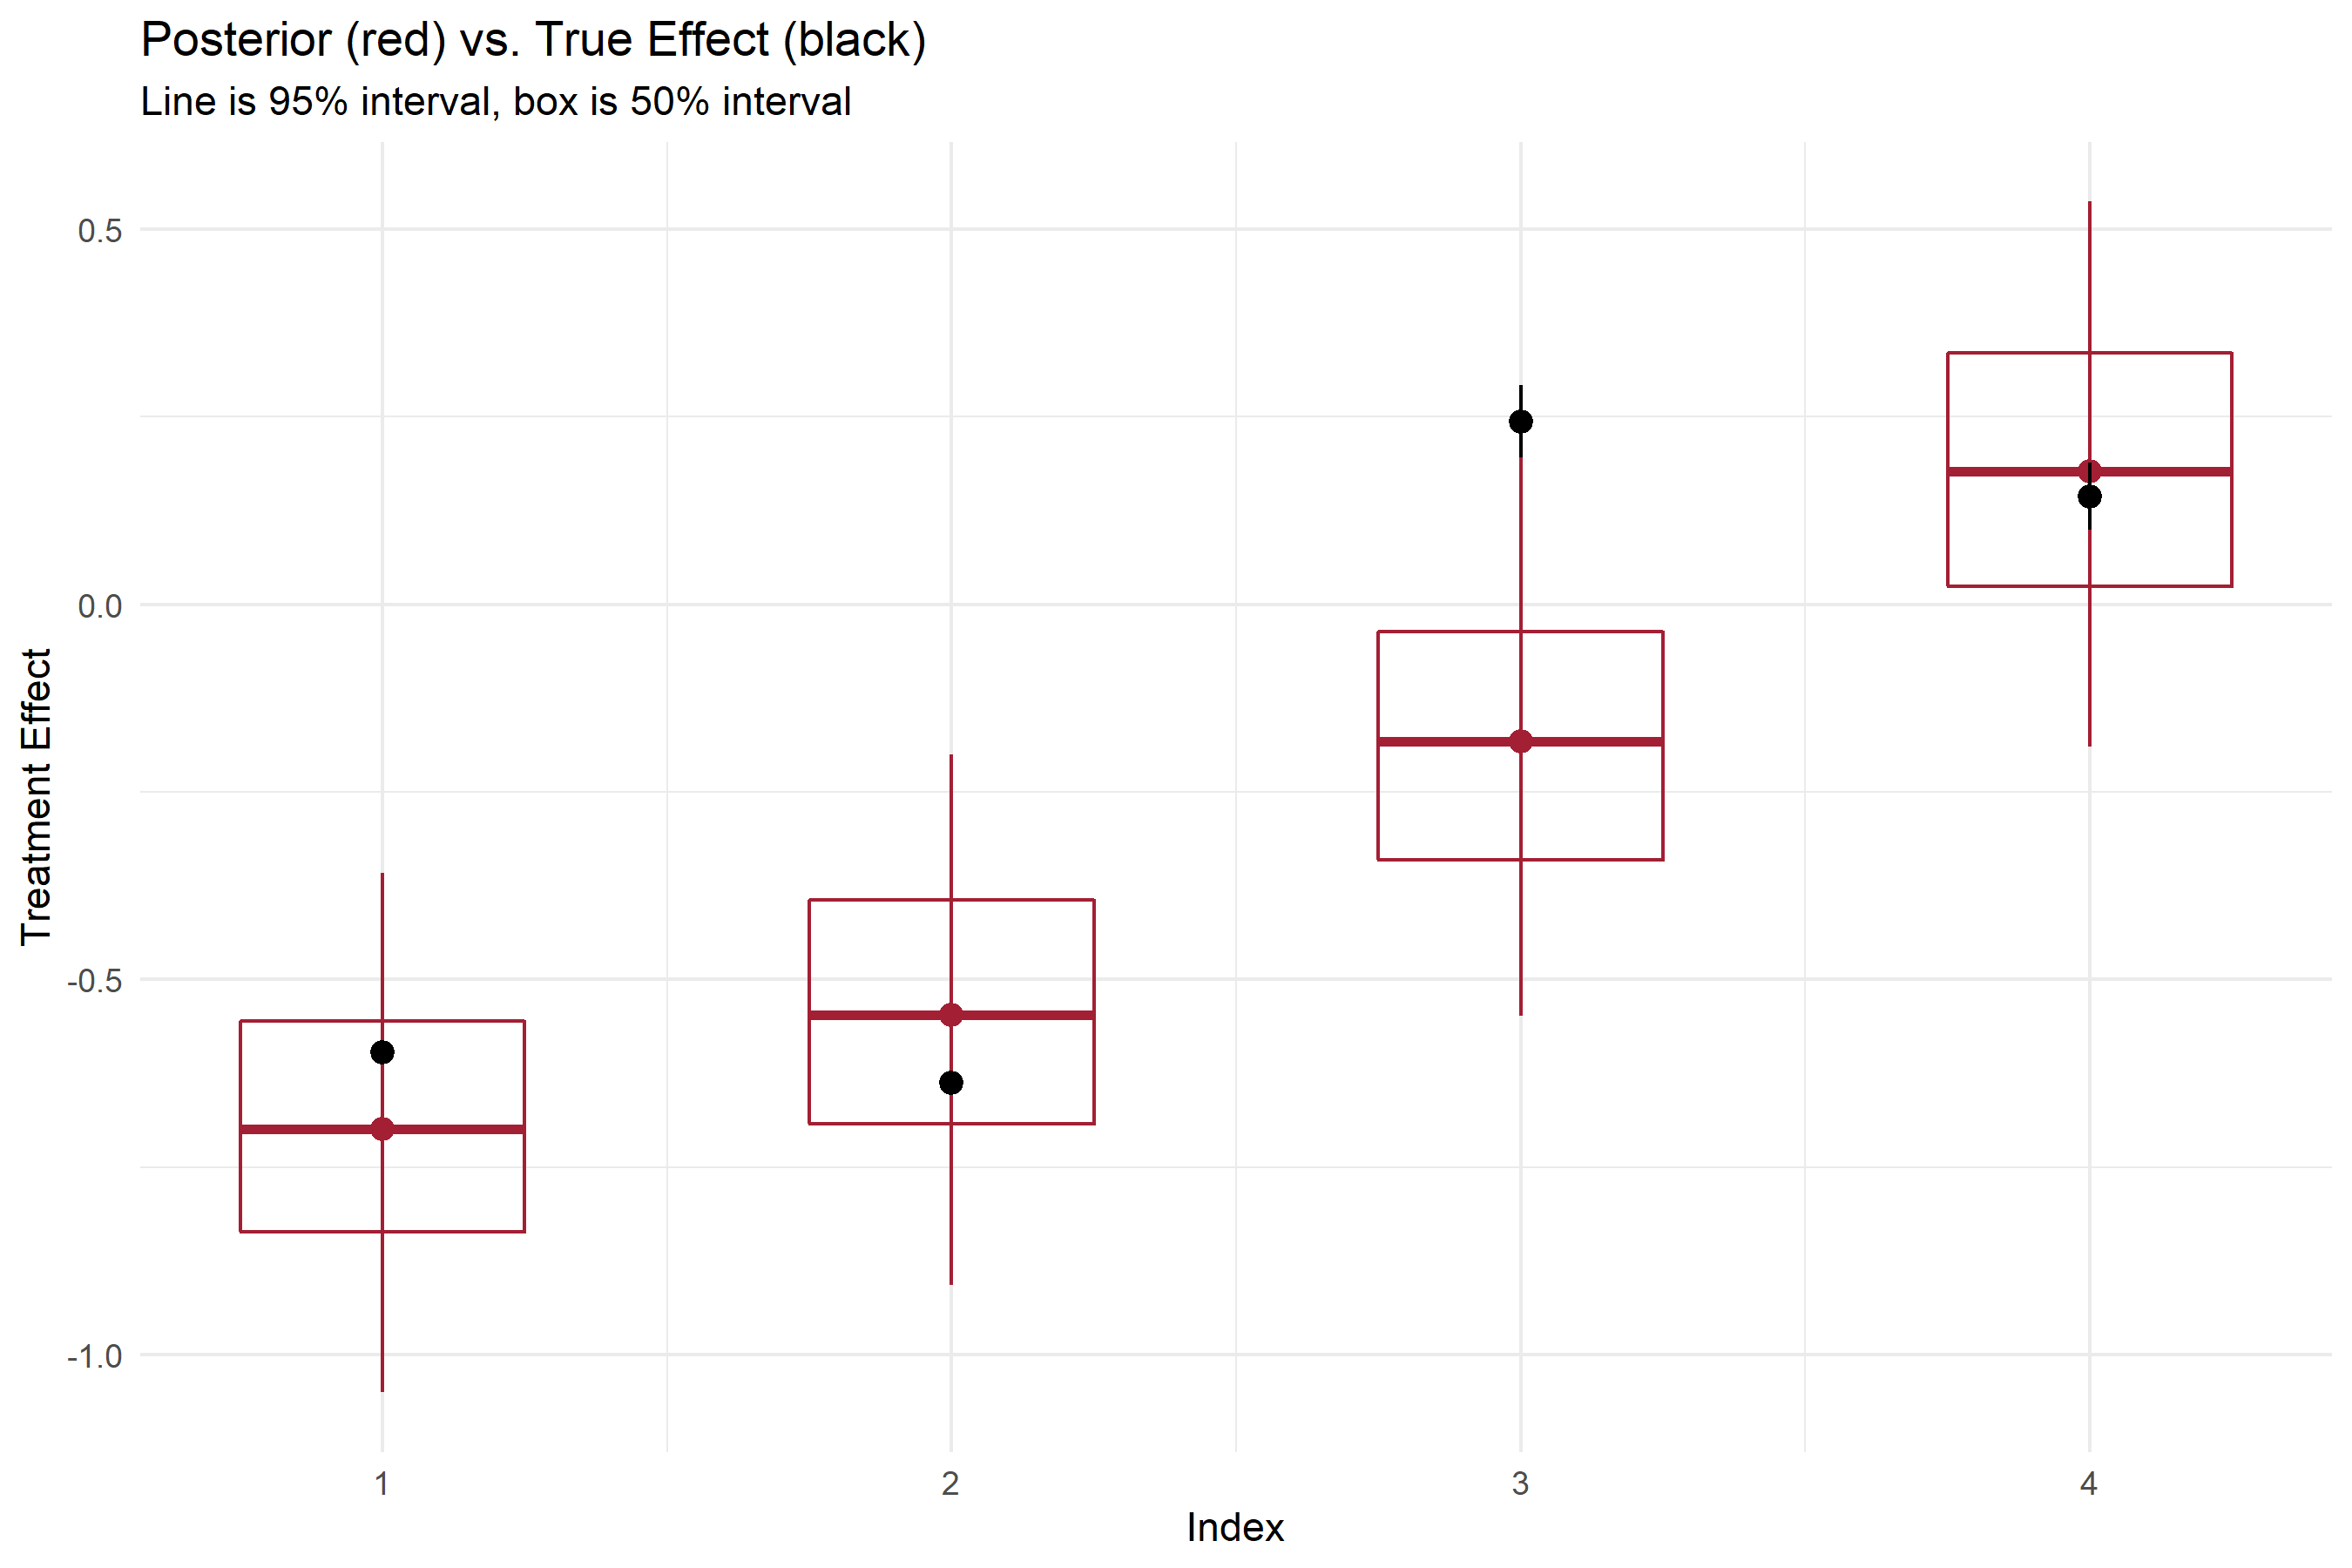 Posterior (red) vs. True Effect (black)
Line is 95% interval, box is 50% interval
Treatment Effect
0.5
0.0
-0.5
-1.0
1
2
3
4
Index